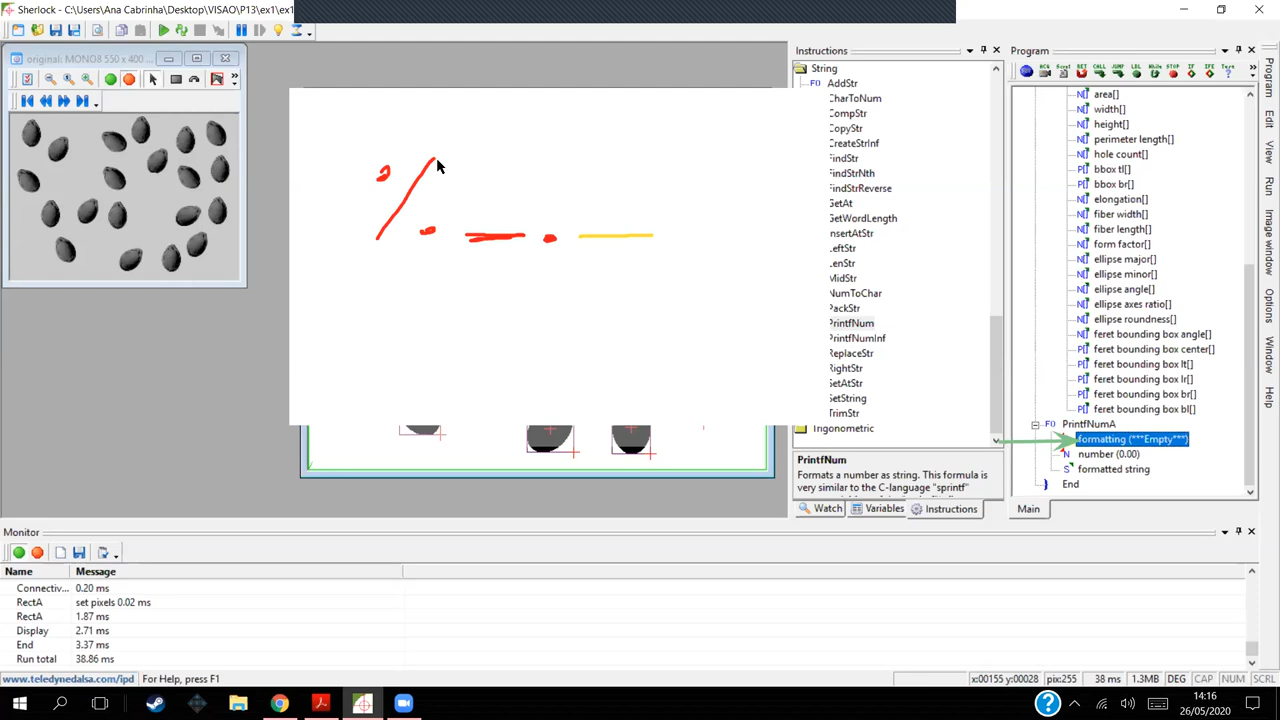 Sherlock - C:\Users\Ana Cabrinha\Desktop\VISAO\P13\ex1\ex1
original: MONO8 550 x 400
Instructions
String
AddStr
CharToNum
CompStr
CopyStr
CreateStrInf
FindStr
FindStrNth
FindStrReverse
GetAt
GetWordLength
InsertAtStr
LeftStr
LenStr
MidStr
NumToChar
PackStr
PrintfNum
PrintfNumInf
ReplaceStr
RightStr
SetAtStr
SetString
TrimStr
Trigonometric
PrintfNum
Formats a number as string. This formula is
very similar to the C-language "sprintf"
Watch Variables Instructions
Program
area[]
width[]
height[]
perimeter length[]
hole count[]
bbox tl[]
bbox br[]
elongation[]
fiber width[]
fiber length[]
form factor[]
ellipse major[]
ellipse minor[]
ellipse angle[]
ellipse axes ratio[]
ellipse roundness[]
feret bounding box angle[]
feret bounding box center[]
feret bounding box lt[]
feret bounding box lr[]
feret bounding box br[]
feret bounding box bl[]
PrintfNumA
formatting (***Empty***)
number (0.00)
formatted string
End
Main
Program
Edit
Run
Image window
Options
Window
Help
%
Monitor
Name Message
Connectiv... 0.20 ms
RectA set pixels 0.02 ms
RectA 1.87 ms
Display 2.71 ms
End 3.37 ms
Run total 38.86 ms
www.teledynedalsa.com/ipd For Help, press F1 x:00155 y:00028 pix:255 38 ms 1.3MB DEG CAP NUM SCRL
14:16
26/05/2020